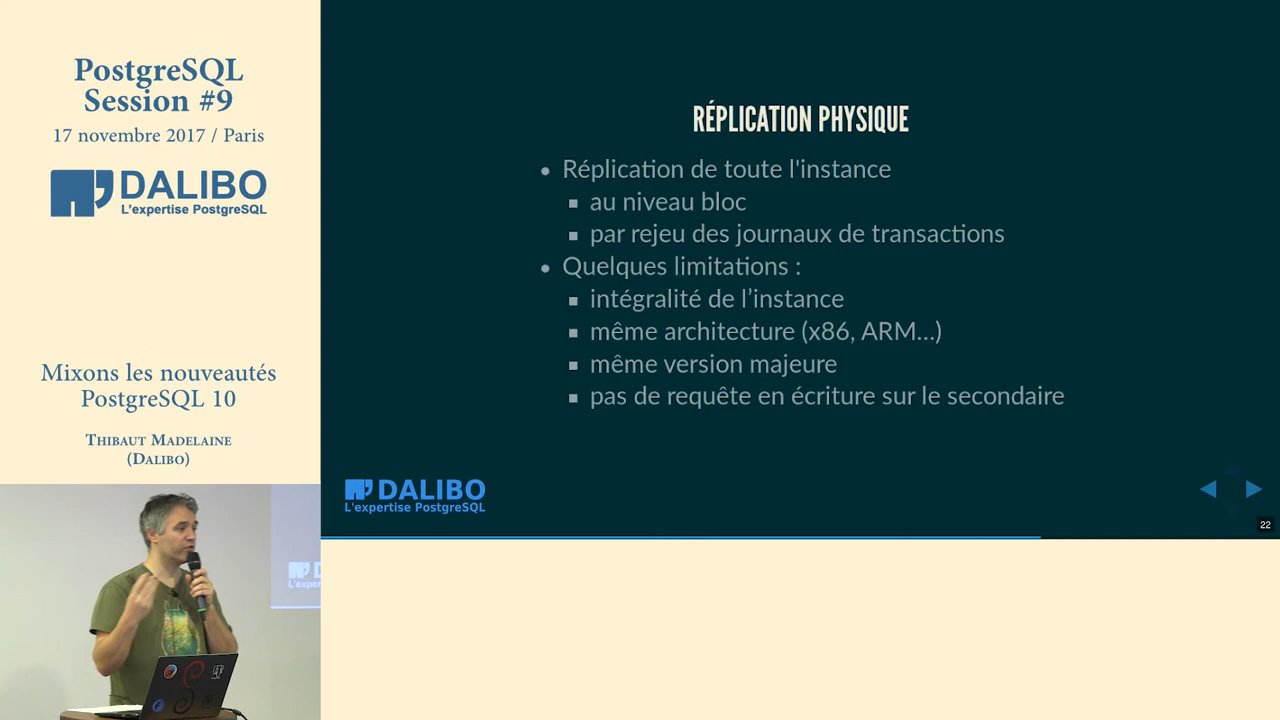 PostgreSQL
Session #9
17 novembre 2017 / Paris
DALIBO
L'expertise PostgreSQL
Mixons les nouveautés
PostgreSQL 10
Thibaut Madelaine
(Dalibo)
RÉPLICATION PHYSIQUE
Réplication de toute l'instance
au niveau bloc
par rejeu des journaux de transactions
Quelques limitations :
intégralité de l’instance
même architecture (x86, ARM...)
même version majeure
pas de requête en écriture sur le secondaire
DALIBO
L'expertise PostgreSQL
22